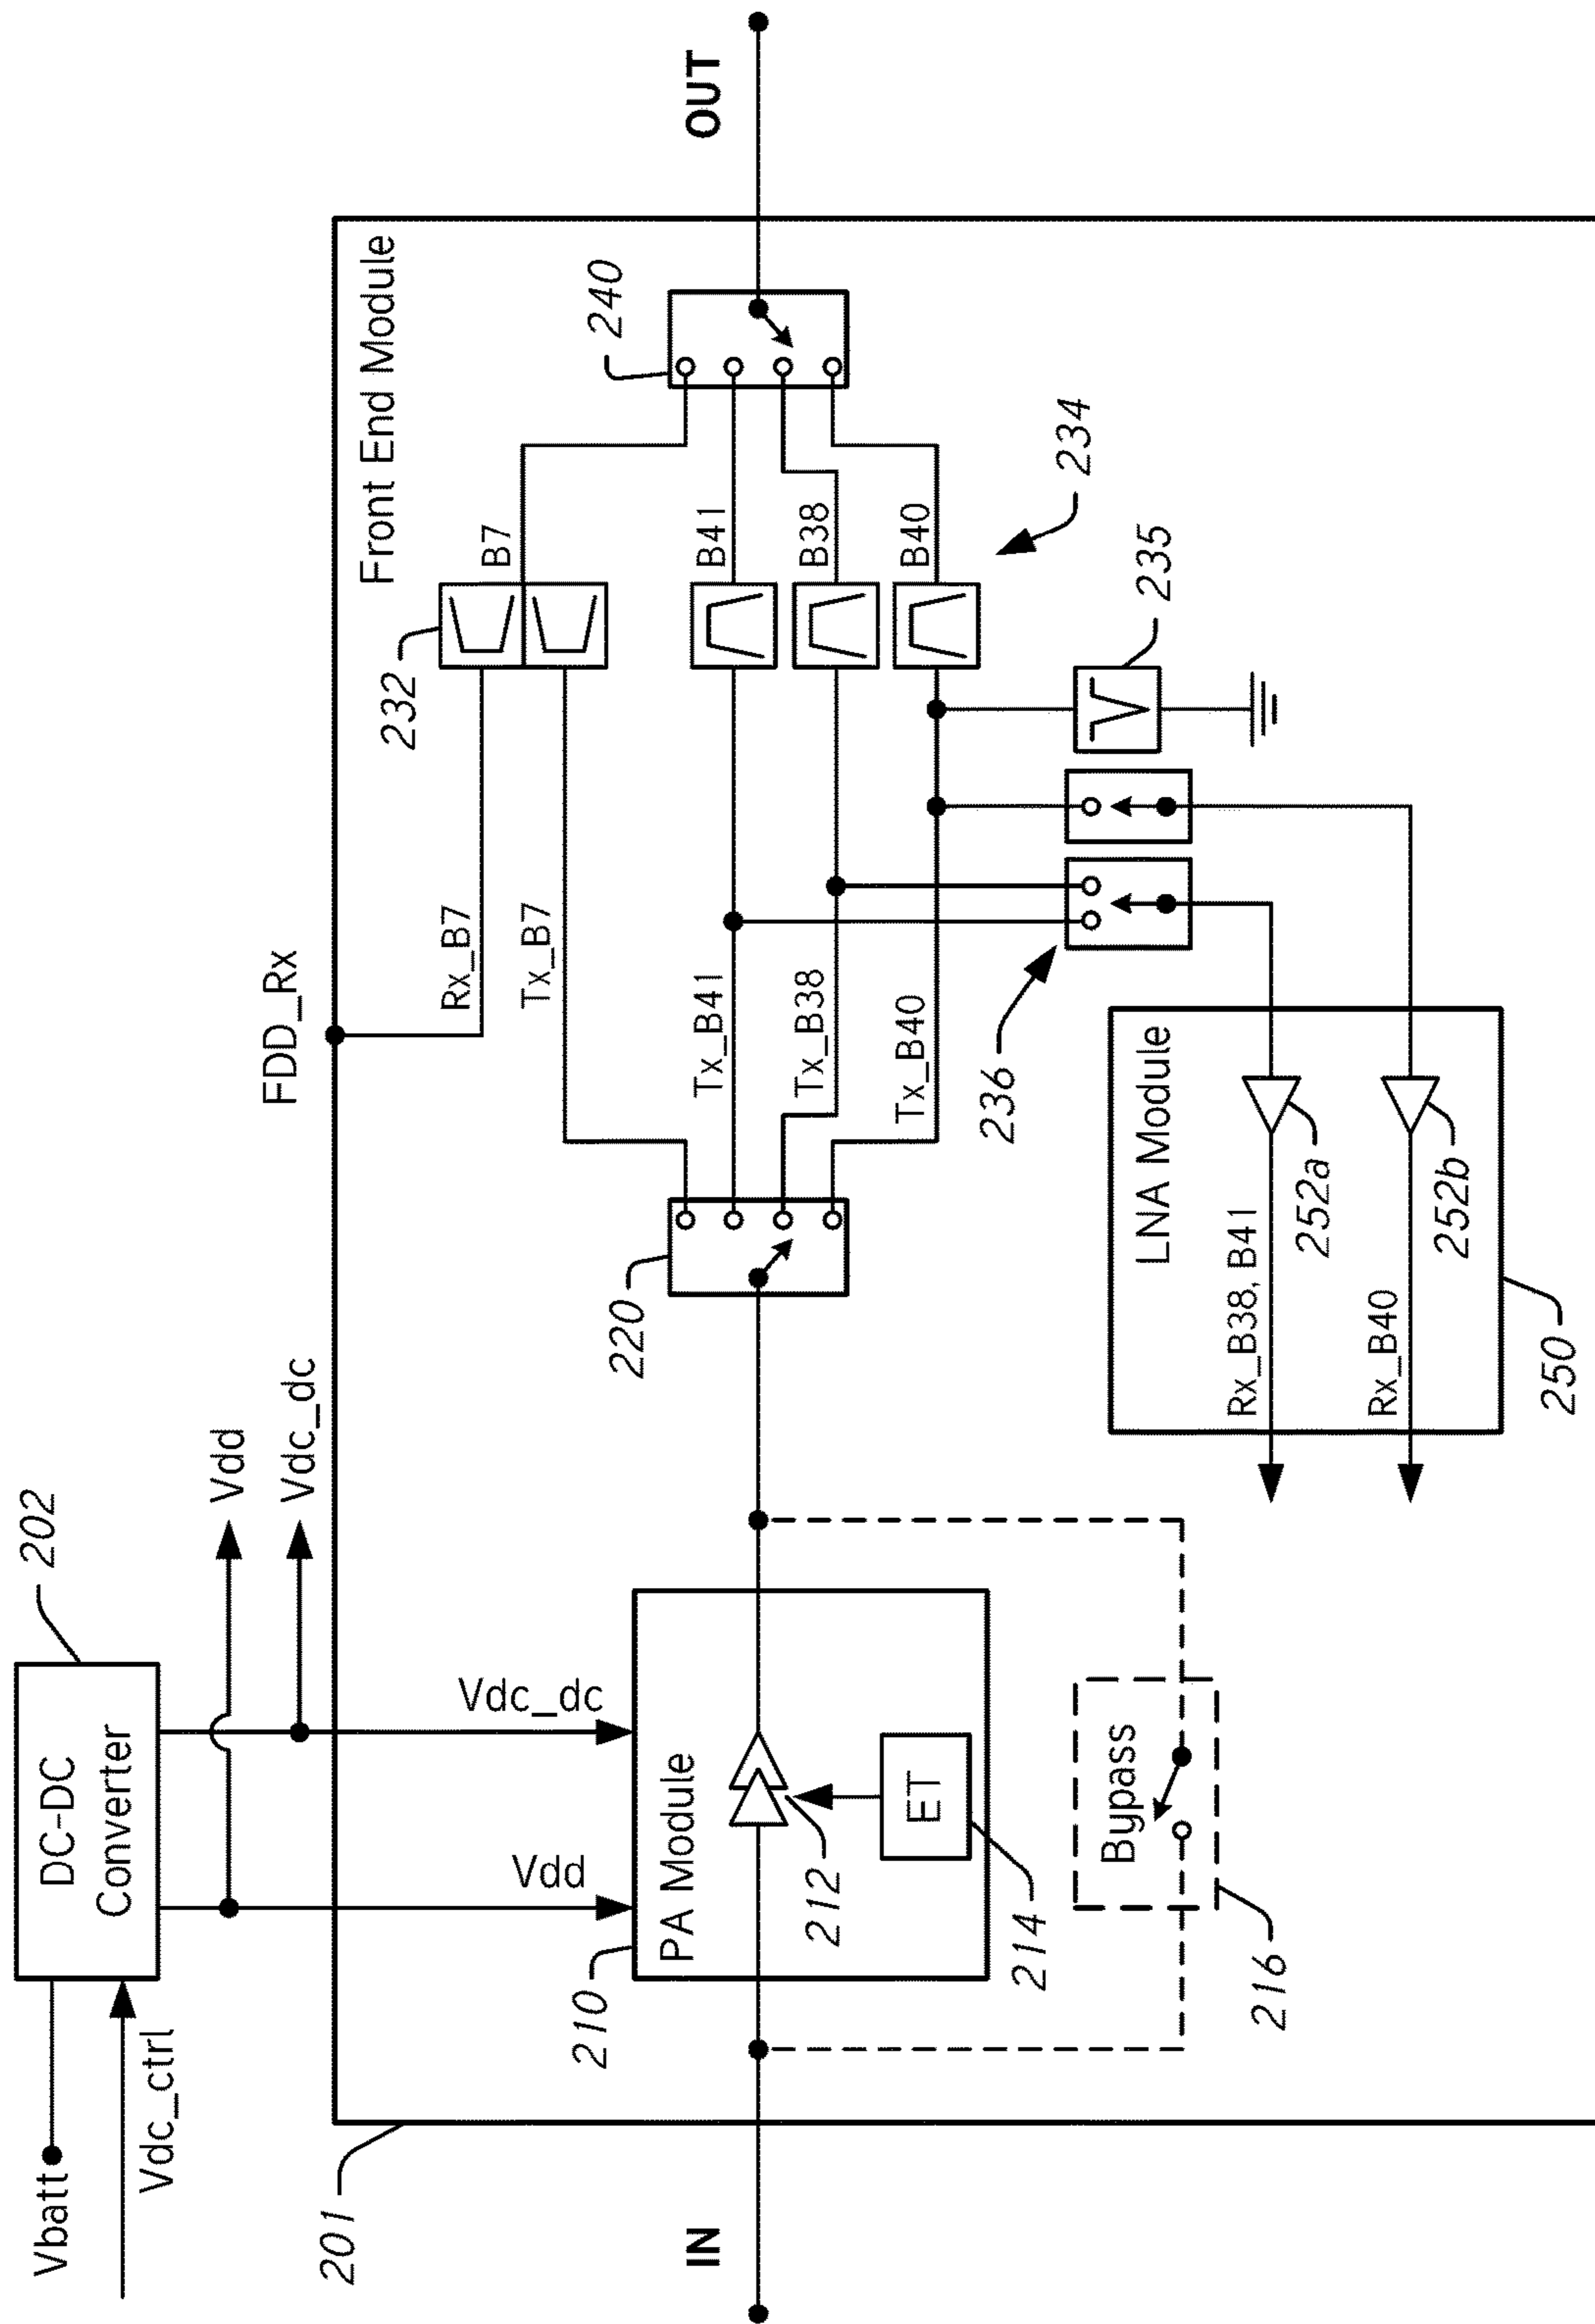 Vbatt
Vdc_ctrl
DC-DC
Converter
202
Vdd
Vdc_dc
FDD_Rx
201
Front End Module
IN
OUT
Vdd
Vdc_dc
210
PA Module
212
ET
214
Bypass
216
220
Rx_B7
Tx_B7
Tx_B41
Tx_B38
Tx_B40
232
B7
B41
B38
B40
240
234
235
236
LNA Module
Rx_B38, B41
252a
Rx_B40
252b
250